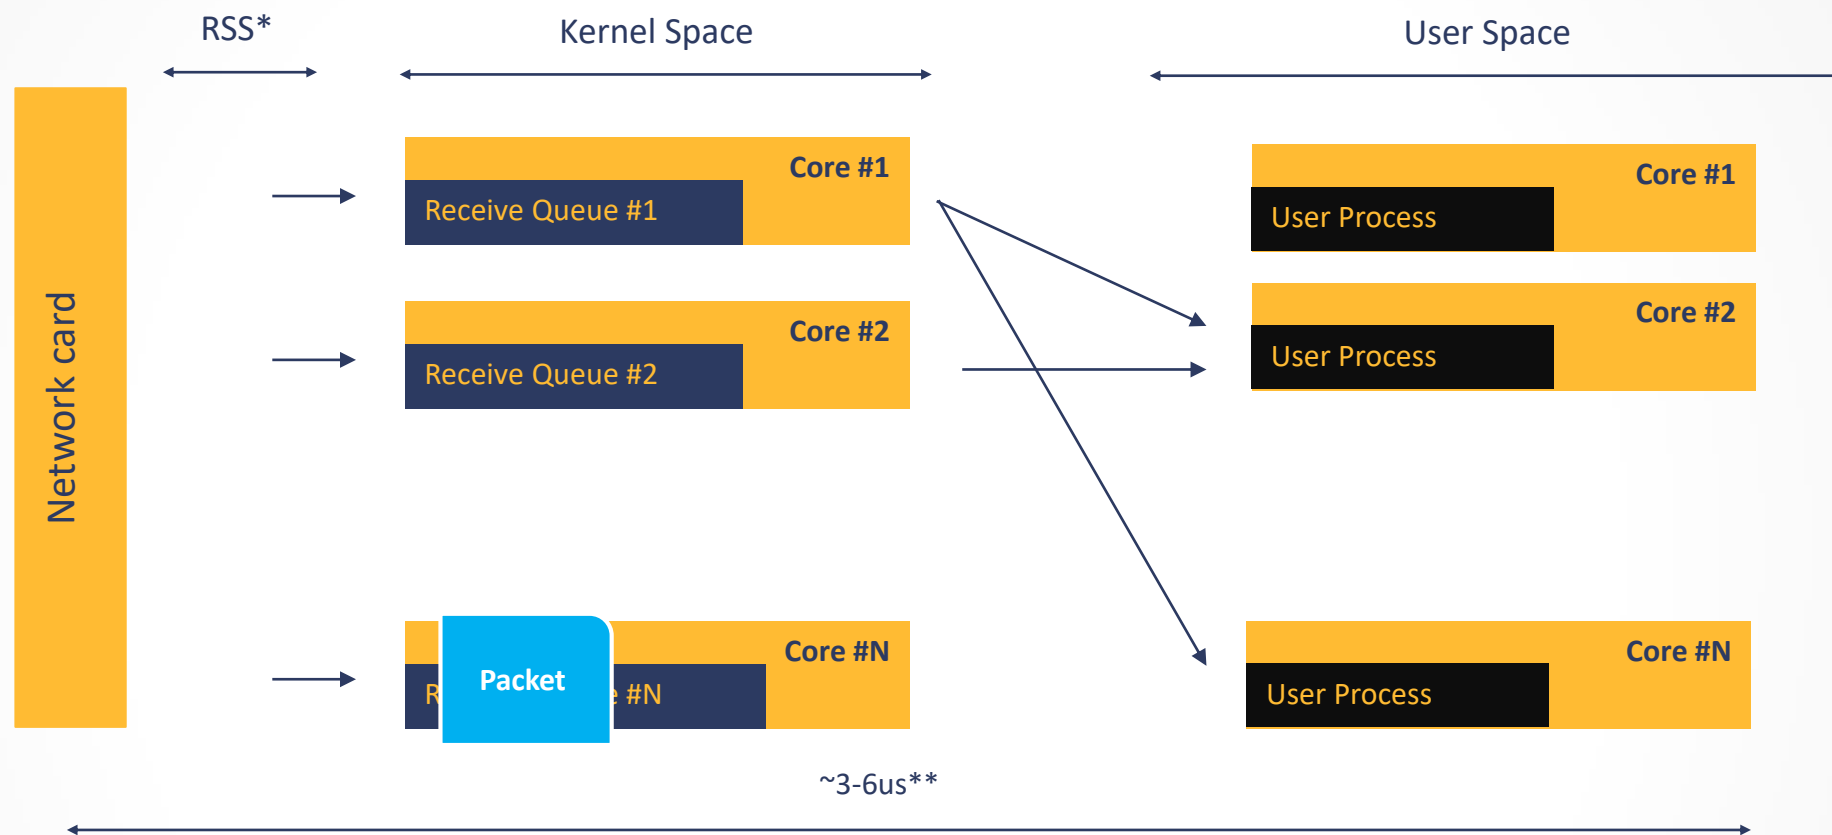 RSS*
Kernel Space
User Space
Network card
Core #1
Receive Queue #1
Core #1
User Process
Core #2
Receive Queue #2
Core #2
User Process
Core #N
Packet
#N
Core #N
User Process
~3-6us**